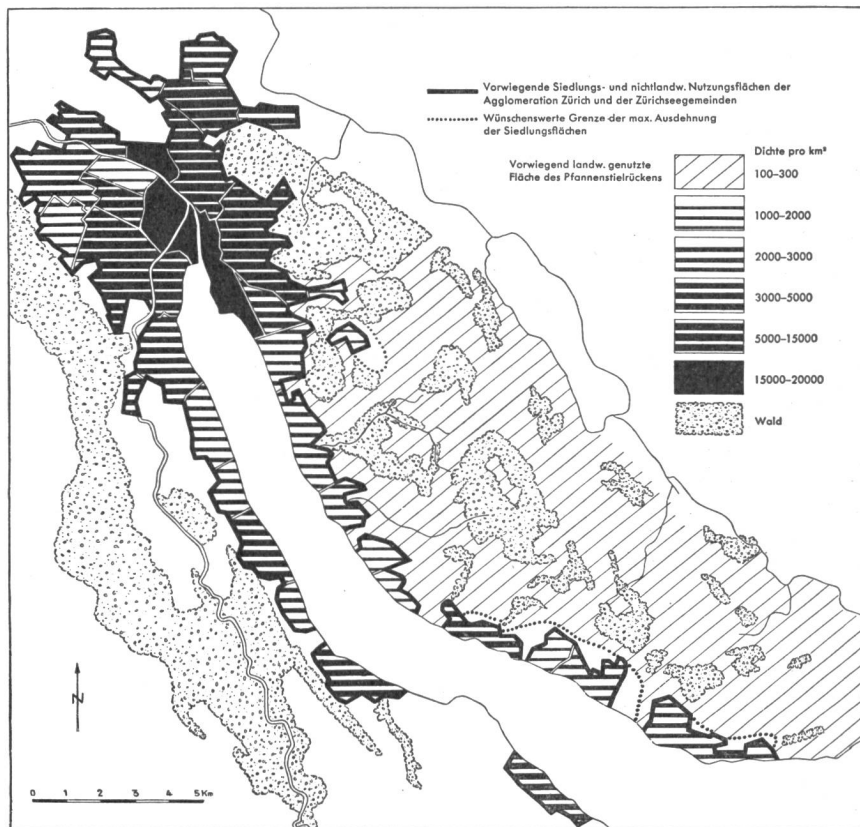 Vorwiegende Siedlungs- und nichtlandw. Nutzungsflächen der
Agglomeration Zürich und der Zürichseegemeinden
Wünschenswerte Grenze der max. Ausdehnung
der Siedlungsflächen
Vorwiegend landw. genutzte
Fläche des Pfannenstielrückens
Dichte pro km²
100–300
1000–2000
2000–3000
3000–5000
5000–15000
15000–20000
Wald
N
0 1 2 3 4 5 Km